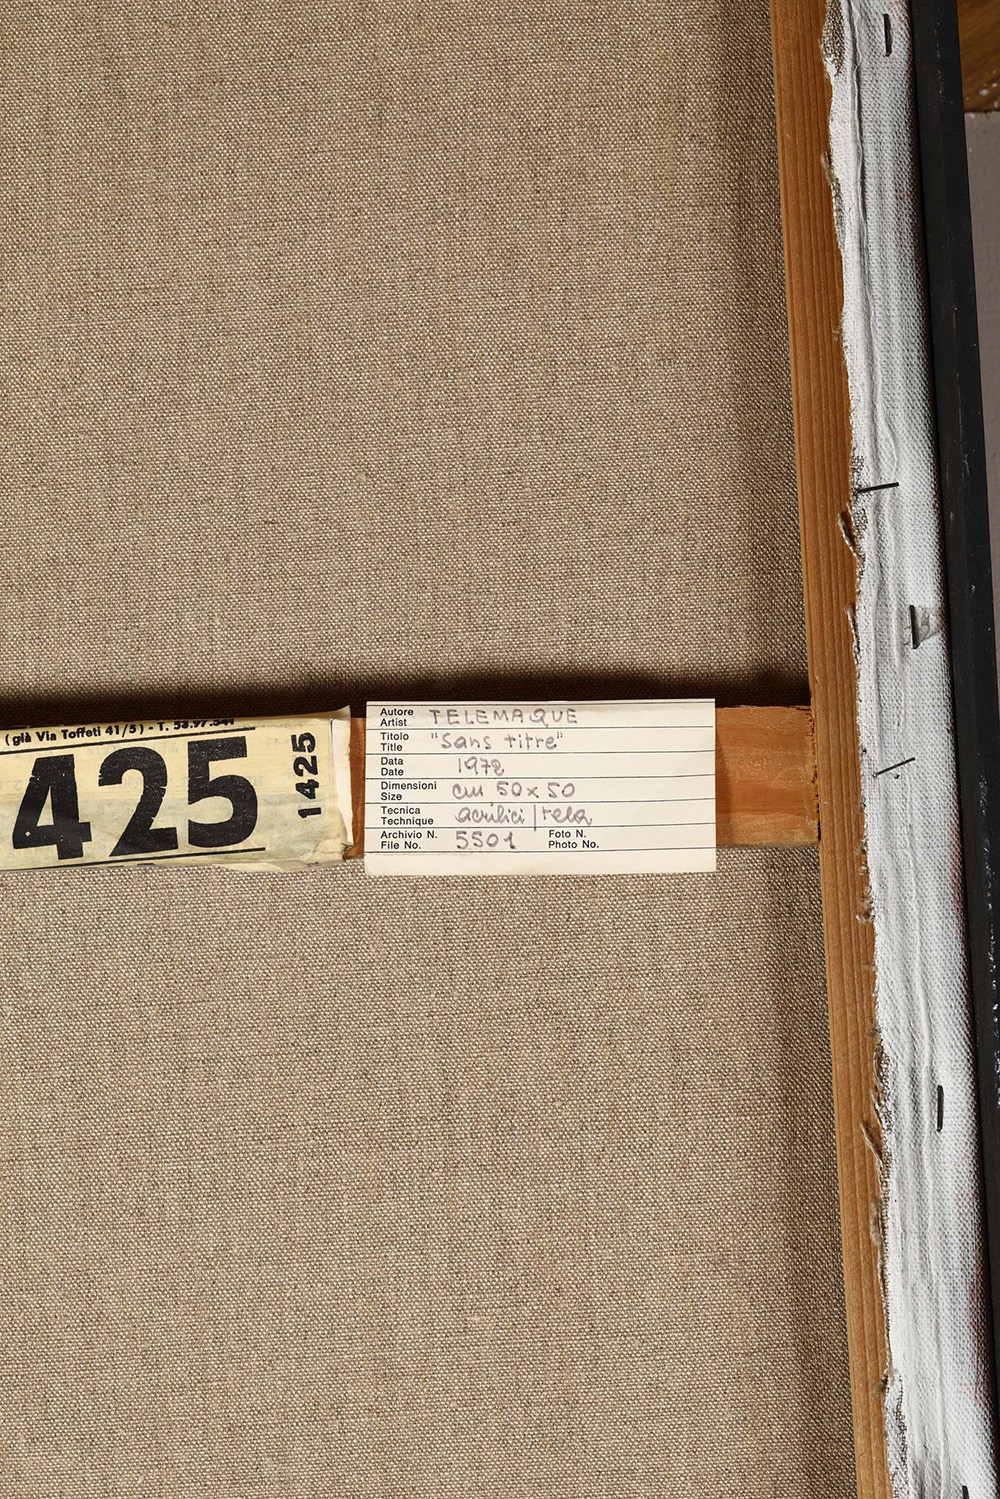 (già Via Toffeti 41/5) - T. 53.97.541
425
1425
Autore
Artist TELEMAQUE
Titolo
Title "Sans titre"
Data
Date 1972
Dimensioni
Size cm 50 x 50
Tecnica
Technique acrilici / tela
Archivio N.
File No. 5501
Foto N.
Photo No.